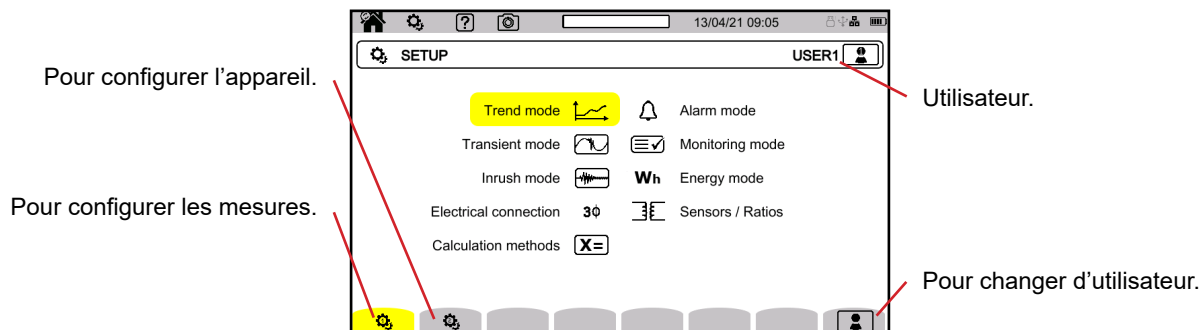 13/04/21 09:05
SETUP USER1
Pour configurer l’appareil.
Utilisateur.
Trend mode Alarm mode
Transient mode Monitoring mode
Inrush mode Wh Energy mode
Pour configurer les mesures.
Electrical connection 3ϕ Sensors / Ratios
Calculation methods X=
Pour changer d’utilisateur.